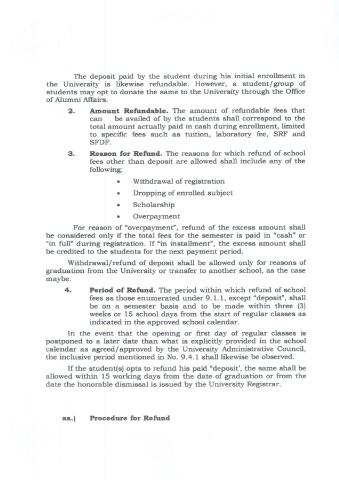 The deposit paid by the student during his initial enrollment in
the University is likewise refundable. However, a student/group of
students may opt to donate the same to the University through the Office
of Alumni Affairs.
2. Amount Refundable. The amount of refundable fees that
can be availed of by the students shall correspond to the
total amount actually paid in cash during enrollment, limited
to specific fees such as tuition, laboratory fee, SRF and
SFDF.
3. Reason for Refund. The reasons for which refund of school
fees other than deposit are allowed shall include any of the
following:
• Withdrawal of registration
• Dropping of enrolled subject
• Scholarship
• Overpayment
For reason of "overpayment", refund of the excess amount shall
be considered only if the total fees for the semester is paid in "cash" or
"in full" during registration. If "in installment", the excess amount shall
be credited to the students for the next payment period.
Withdrawal/refund of deposit shall be allowed only for reasons of
graduation from the University or transfer to another school, as the case
maybe.
4. Period of Refund. The period within which refund of school
fees as those enumerated under 9.1.1, except "deposit", shall
be on a semester basis and to be made within three (3)
weeks or 15 school days from the start of regular classes as
indicated in the approved school calendar.
In the event that the opening or first day of regular classes is
postponed to a later date than what is explicitly provided in the school
calendar as agreed/approved by the University Administrative Council,
the inclusive period mentioned in No. 9.4.1 shall likewise be observed.
If the student(s) opts to refund his paid "deposit', the same shall be
allowed within 15 working days from the date of graduation or from the
date the honorable dismissal is issued by the University Registrar.
aa.) Procedure for Refund